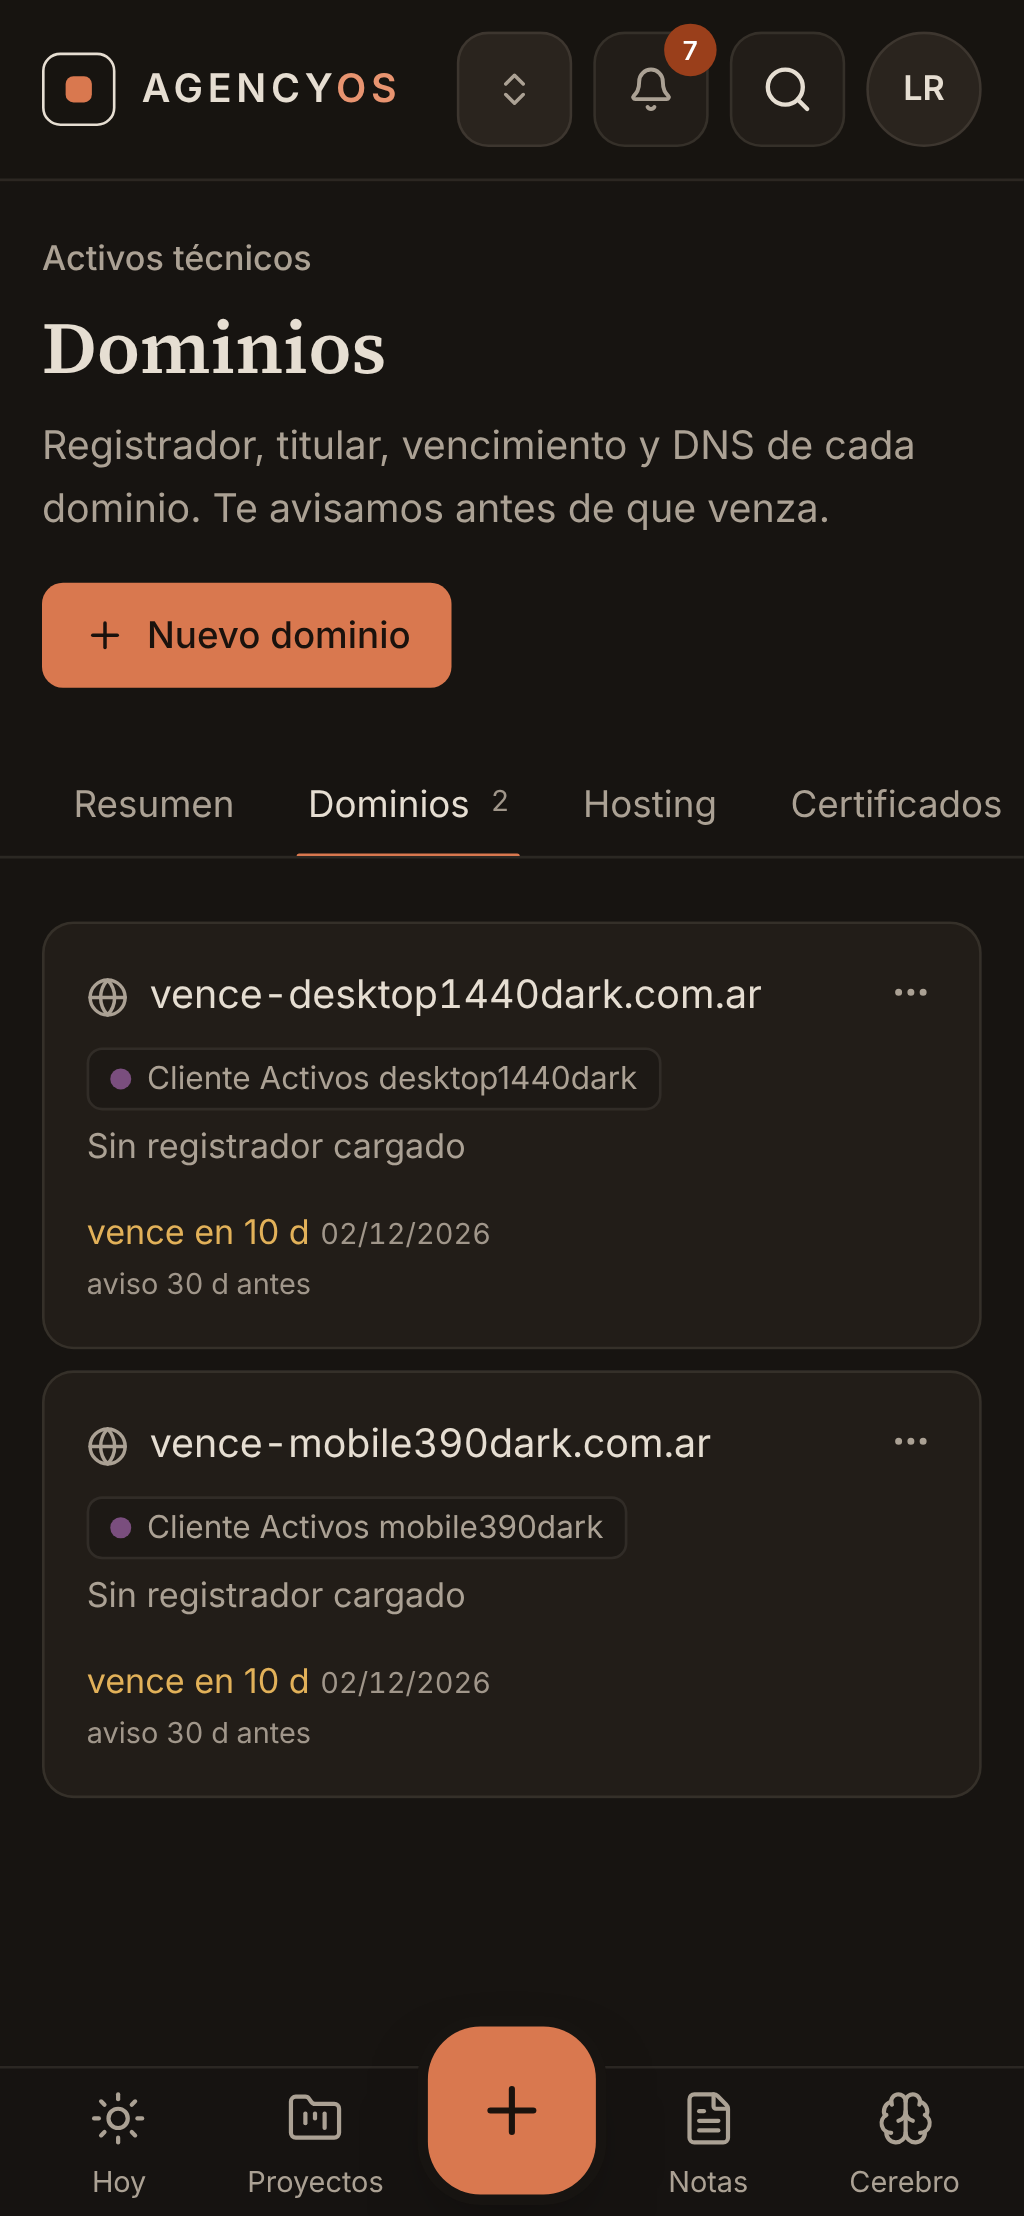 AGENCYOS
7
LR
Activos técnicos
Dominios
Registrador, titular, vencimiento y DNS de cada
dominio. Te avisamos antes de que venza.
Nuevo dominio
Resumen Dominios 2 Hosting Certificados
vence-desktop1440dark.com.ar
Cliente Activos desktop1440dark
Sin registrador cargado
vence en 10 d 02/12/2026
aviso 30 d antes
vence-mobile390dark.com.ar
Cliente Activos mobile390dark
Sin registrador cargado
vence en 10 d 02/12/2026
aviso 30 d antes
Hoy Proyectos Notas Cerebro